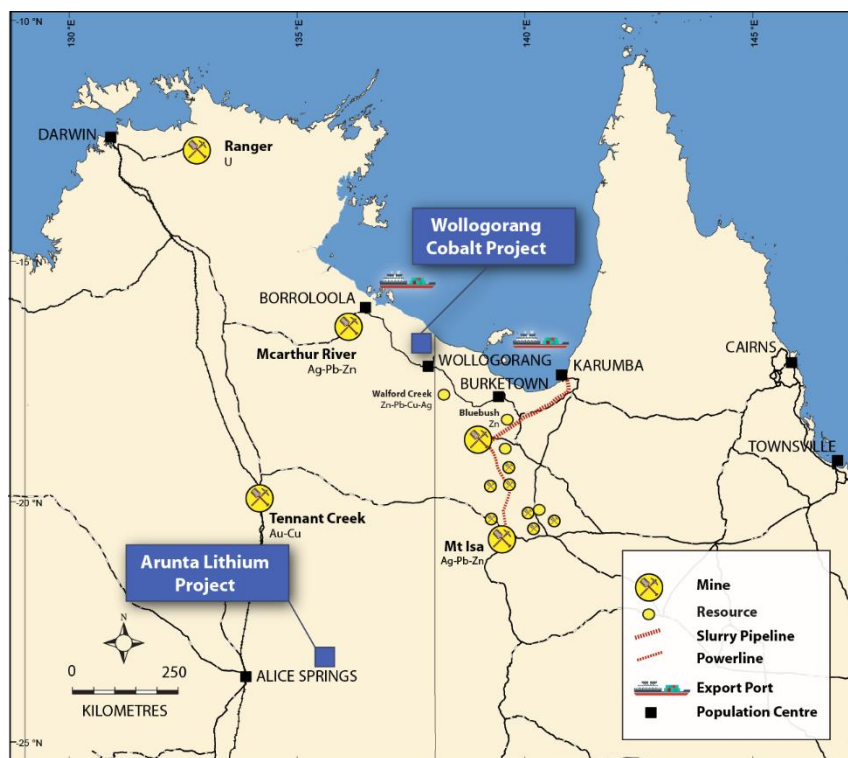 -10 °N
130 °E
135 °E
140 °E
145 °E
DARWIN
Ranger
U
Wollogorang
Cobalt Project
-15 °N
BORROLOOLA
Mcarthur River
Ag-Pb-Zn
WOLLOGORANG
KARUMBA
CAIRNS
BURKETOWN
Walford Creek
Zn-Pb-Cu-Ag
Bluebush
Zn
TOWNSVILLE
-20 °N
Tennant Creek
Au-Cu
Mt Isa
Ag-Pb-Zn
Arunta Lithium
Project
N
0 250
KILOMETRES
ALICE SPRINGS
Mine
Resource
Slurry Pipeline
Powerline
Export Port
Population Centre
-25 °N